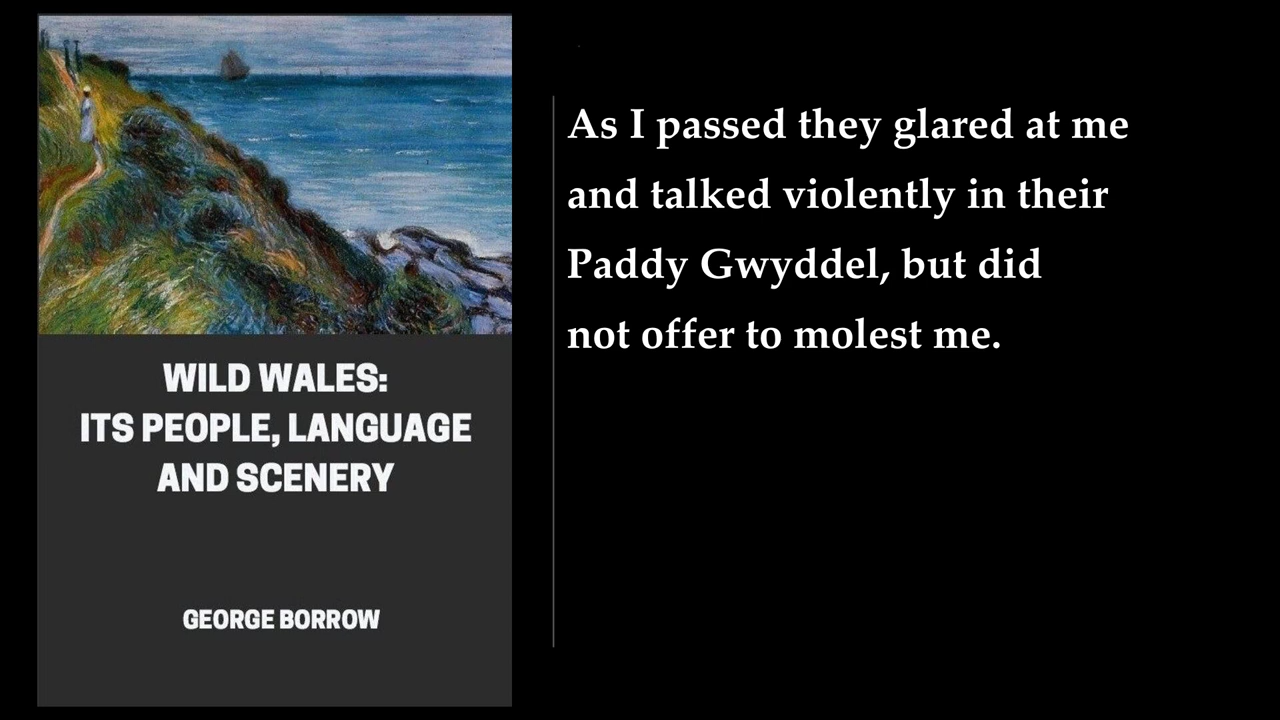 WILD WALES:
ITS PEOPLE, LANGUAGE
AND SCENERY
GEORGE BORROW
As I passed they glared at me
and talked violently in their
Paddy Gwyddel, but did
not offer to molest me.